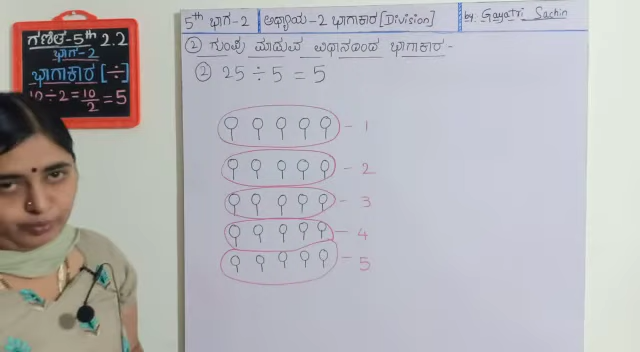 5th ಭಾಗ-2 ಅಧ್ಯಾಯ-2 ಭಾಗಾಕಾರ [Division] by: Gayatri Sachin
② ಗುಂಪು ಮಾಡುವ ವಿಧಾನದಿಂದ ಭಾಗಾಕಾರ -
② 25 ÷ 5 = 5
- 1
- 2
- 3
- 4
- 5
ಗಣಿತ-5th 2.2
ಭಾಗ-2
ಭಾಗಾಕಾರ [÷]
10÷2=10/2=5